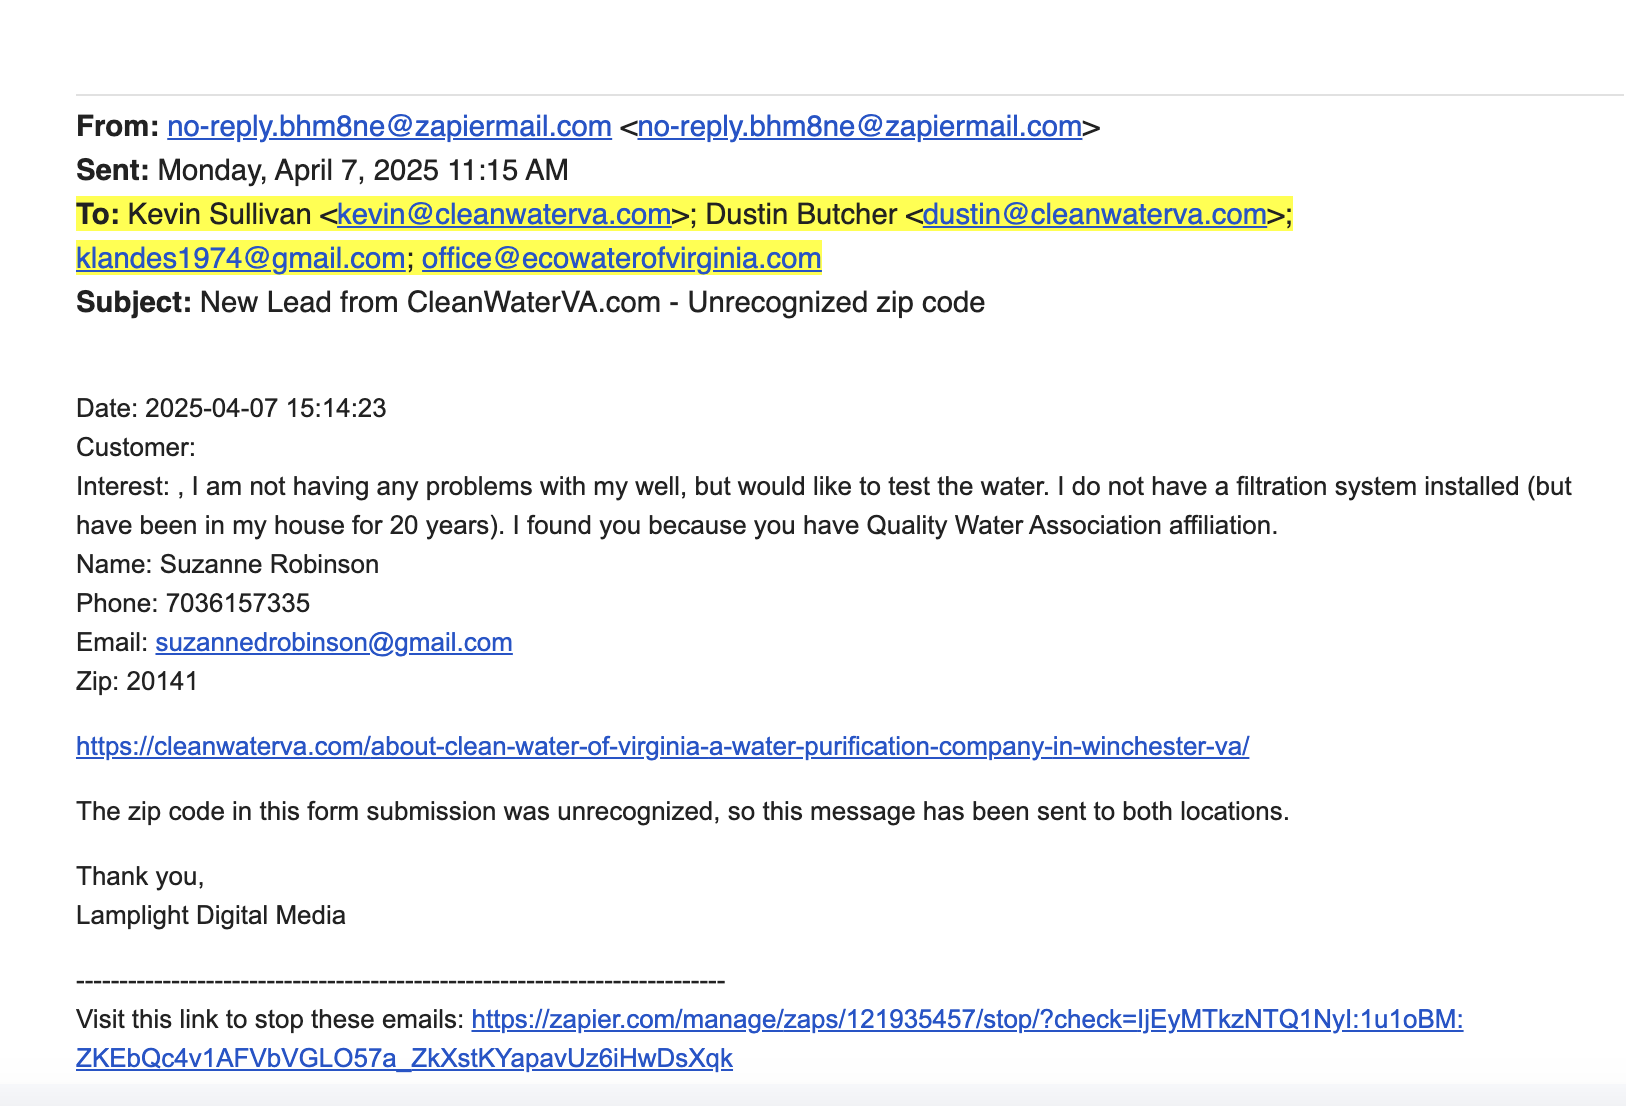 From: no-reply.bhm8ne@zapiermail.com <no-reply.bhm8ne@zapiermail.com>
Sent: Monday, April 7, 2025 11:15 AM
To: Kevin Sullivan <kevin@cleanwaterva.com>; Dustin Butcher <dustin@cleanwaterva.com>;
klandes1974@gmail.com; office@ecowaterofvirginia.com
Subject: New Lead from CleanWaterVA.com - Unrecognized zip code
Date: 2025-04-07 15:14:23
Customer:
Interest: , I am not having any problems with my well, but would like to test the water. I do not have a filtration system installed (but
have been in my house for 20 years). I found you because you have Quality Water Association affiliation.
Name: Suzanne Robinson
Phone: 7036157335
Email: suzannedrobinson@gmail.com
Zip: 20141
https://cleanwaterva.com/about-clean-water-of-virginia-a-water-purification-company-in-winchester-va/
The zip code in this form submission was unrecognized, so this message has been sent to both locations.
Thank you,
Lamplight Digital Media
---------------------------------------------------------------------------
Visit this link to stop these emails: https://zapier.com/manage/zaps/121935457/stop/?check=IjEyMTkzNTQ1NyI:1u1oBM:
ZKEbQc4v1AFVbVGLO57a_ZkXstKYapavUz6iHwDsXqk